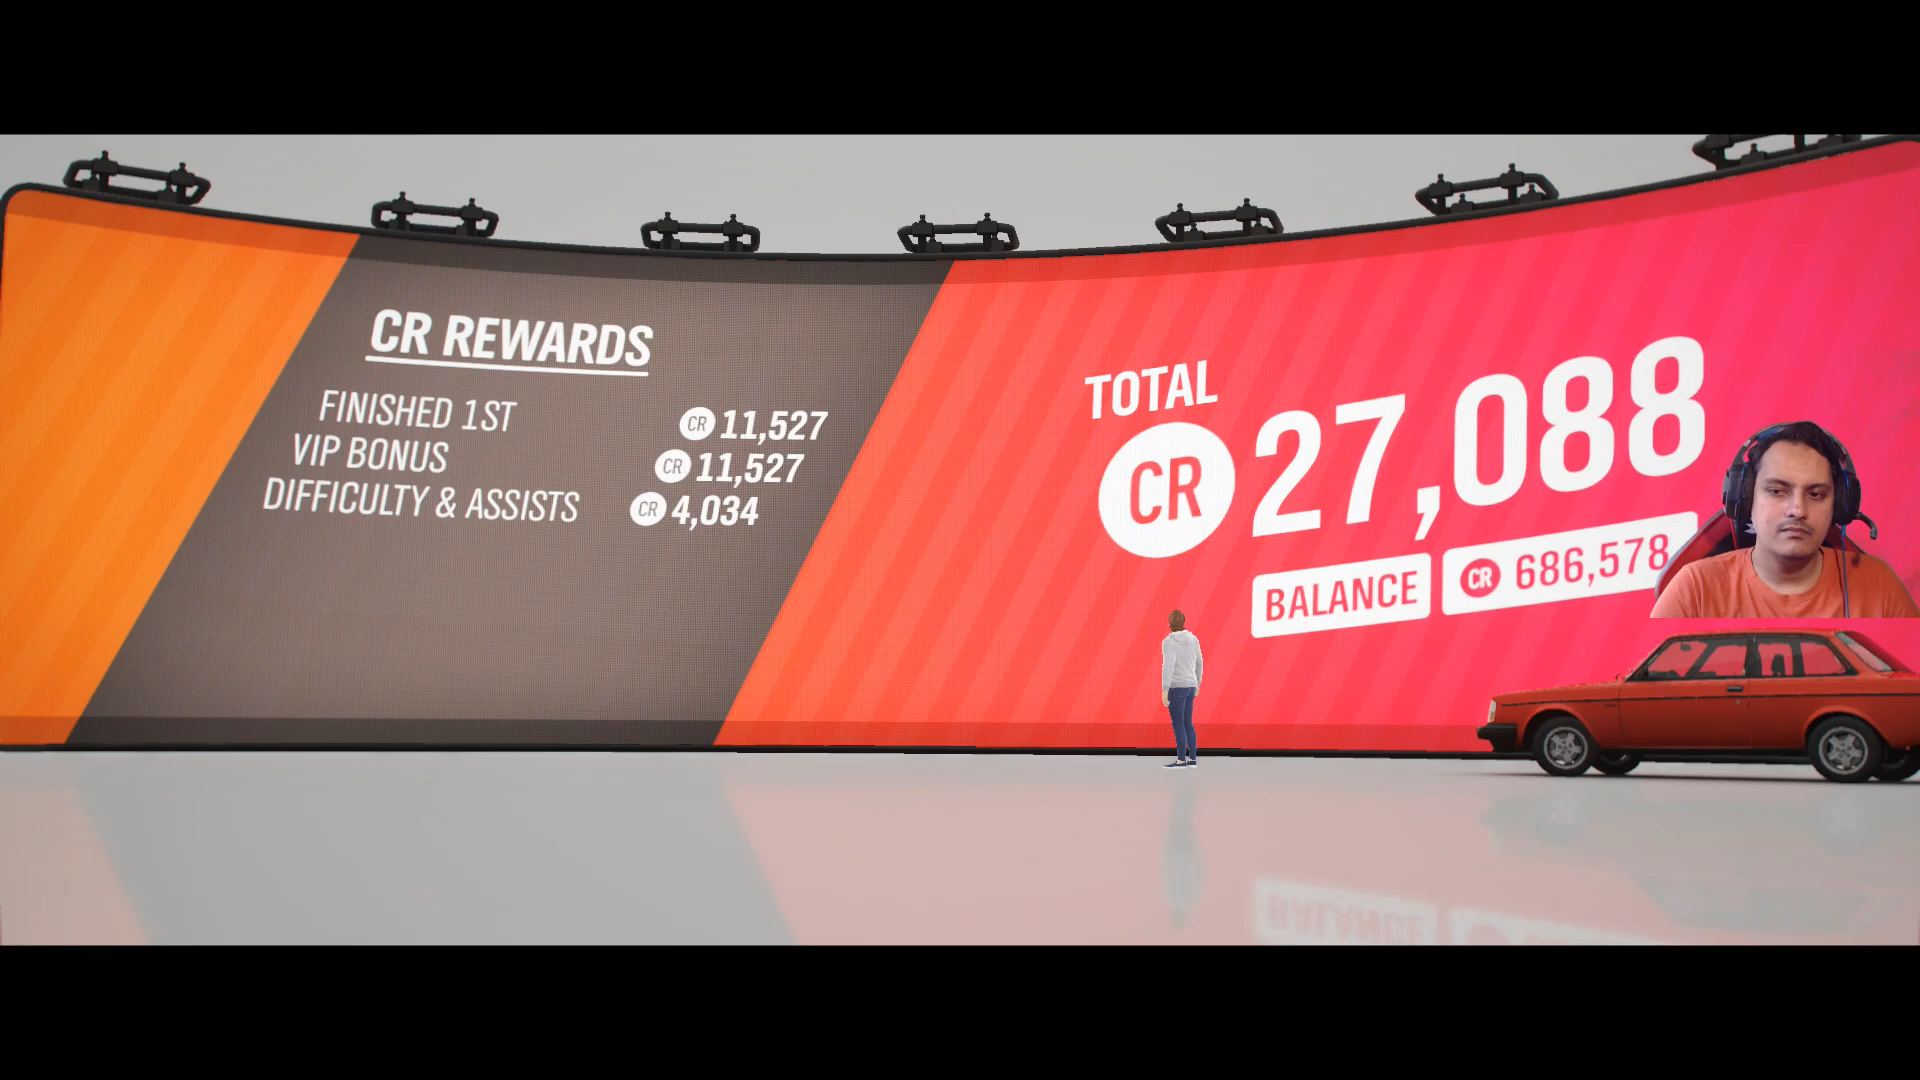 CR REWARDS
FINISHED 1ST CR 11,527
VIP BONUS CR 11,527
DIFFICULTY & ASSISTS CR 4,034
TOTAL
CR 27,088
BALANCE CR 686,578